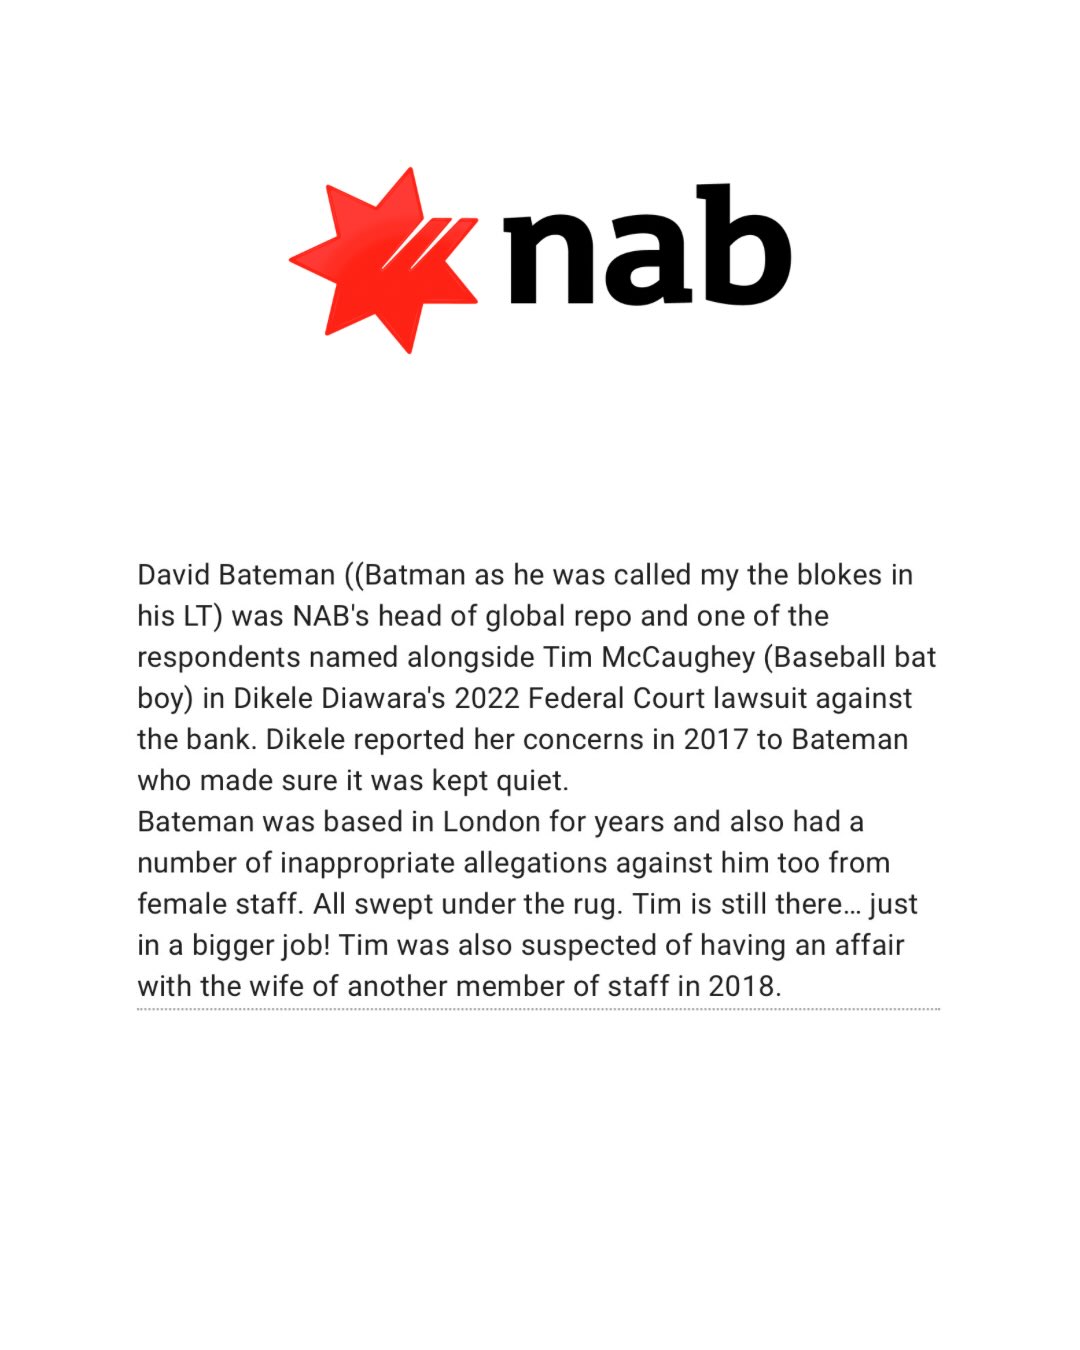 nab
David Bateman ((Batman as he was called my the blokes in
his LT) was NAB's head of global repo and one of the
respondents named alongside Tim McCaughey (Baseball bat
boy) in Dikele Diawara's 2022 Federal Court lawsuit against
the bank. Dikele reported her concerns in 2017 to Bateman
who made sure it was kept quiet.
Bateman was based in London for years and also had a
number of inappropriate allegations against him too from
female staff. All swept under the rug. Tim is still there… just
in a bigger job! Tim was also suspected of having an affair
with the wife of another member of staff in 2018.